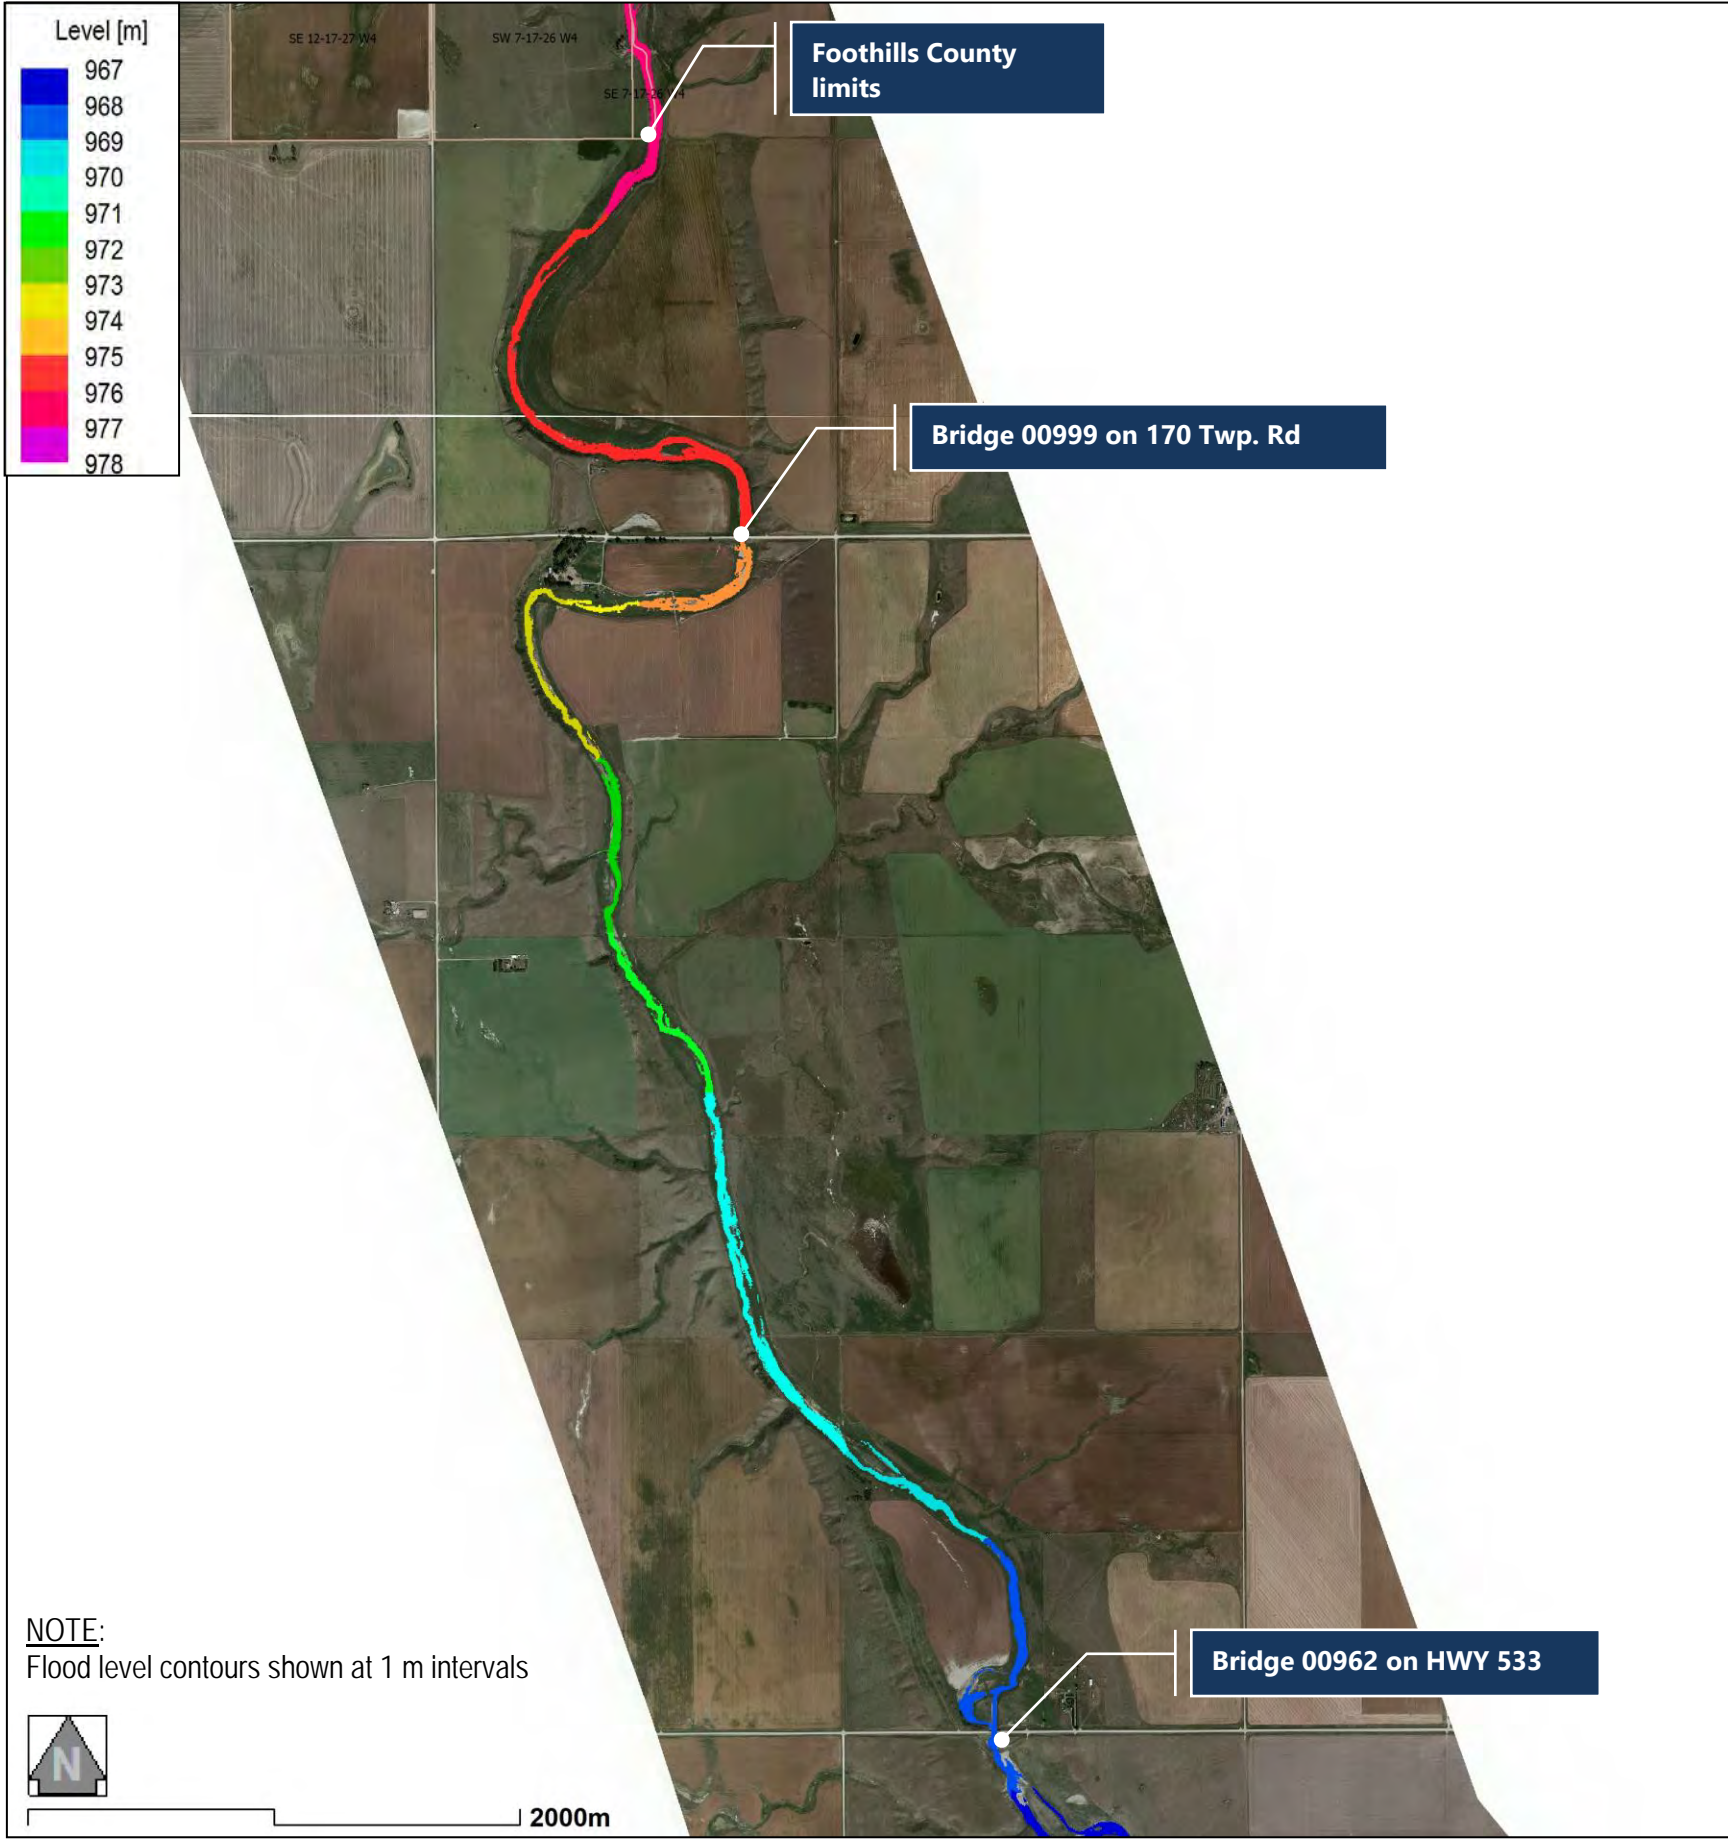 Level [m]
967
968
969
970
971
972
973
974
975
976
977
978
SE 12-17-27 W4
SW 7-17-26 W4
SE 7-17-26 W4
Foothills County
limits
Bridge 00999 on 170 Twp. Rd
Bridge 00962 on HWY 533
NOTE:
Flood level contours shown at 1 m intervals
N
2000m